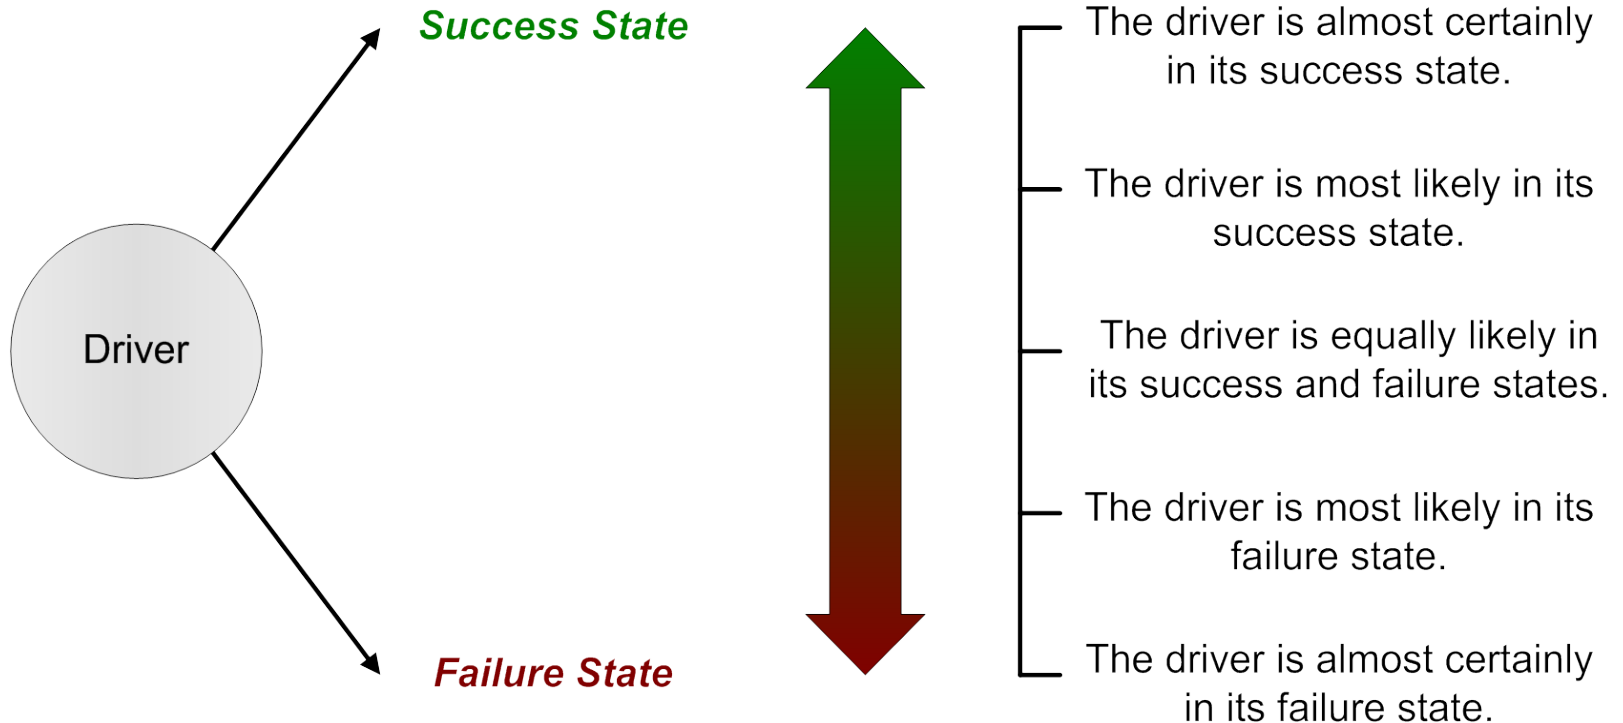 Success State
Driver
Failure State
The driver is almost certainly
in its success state.
The driver is most likely in its
success state.
The driver is equally likely in
its success and failure states.
The driver is most likely in its
failure state.
The driver is almost certainly
in its failure state.